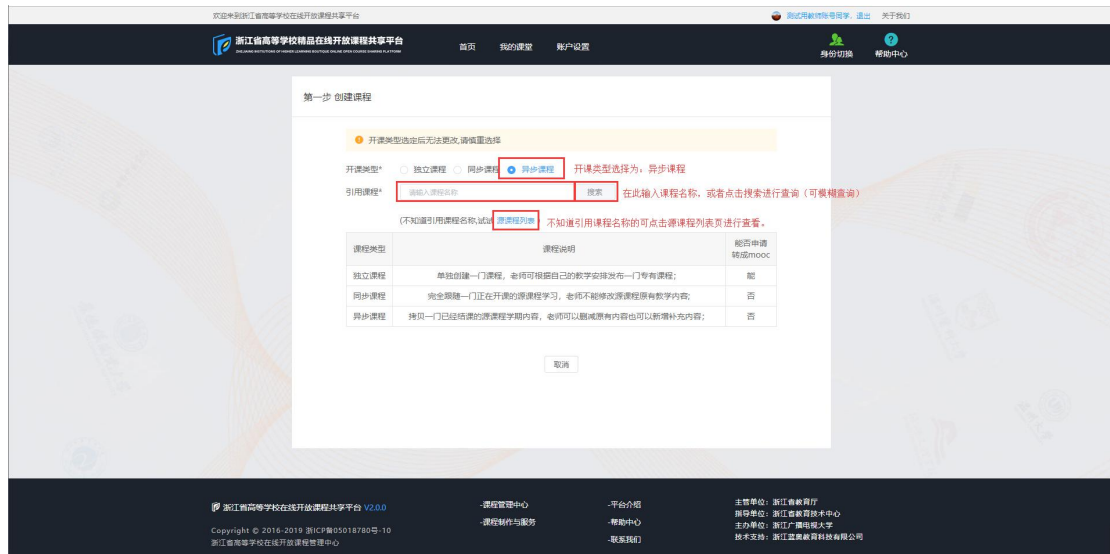 欢迎来到浙江省高等学校在线开放课程共享平台
测试用教师账号同学,退出 关于我们
浙江省高等学校精品在线开放课程共享平台
ZHEJIANG INSTITUTIONS OF HIGHER LEARNING BOUTIQUE ONLINE OPEN COURSE SHARING PLATFORM
首页 我的课堂 账户设置
身份切换 帮助中心
第一步 创建课程
开课类型选定后无法更改,请慎重选择
开课类型* 独立课程 同步课程 异步课程 开课类型选择为:异步课程
引用课程* 请输入课程名称 搜索 在此输入课程名称,或者点击搜索进行查询(可模糊查询)
(不知道引用课程名称,试试 源课程列表 不知道引用课程名称的可点击源课程列表页进行查看。
课程类型 课程说明 能否申请转成mooc
独立课程 单独创建一门课程,老师可根据自己的教学安排发布一门专有课程; 能
同步课程 完全跟随一门正在开课的源课程学习,老师不能修改源课程原有教学内容; 否
异步课程 拷贝一门已经结课的源课程学期内容,老师可以删减原有内容也可以新增补充内容; 否
取消
浙江省高等学校在线开放课程共享平台 V2.0.0
Copyright © 2016-2019 浙ICP备05018780号-10
浙江省高等学校在线开放课程管理中心
-课程管理中心
-课程制作与服务
-平台介绍
-帮助中心
-联系我们
主管单位:浙江省教育厅
指导单位:浙江省教育技术中心
主办单位:浙江广播电视大学
技术支持:浙江蓝奥教育科技有限公司